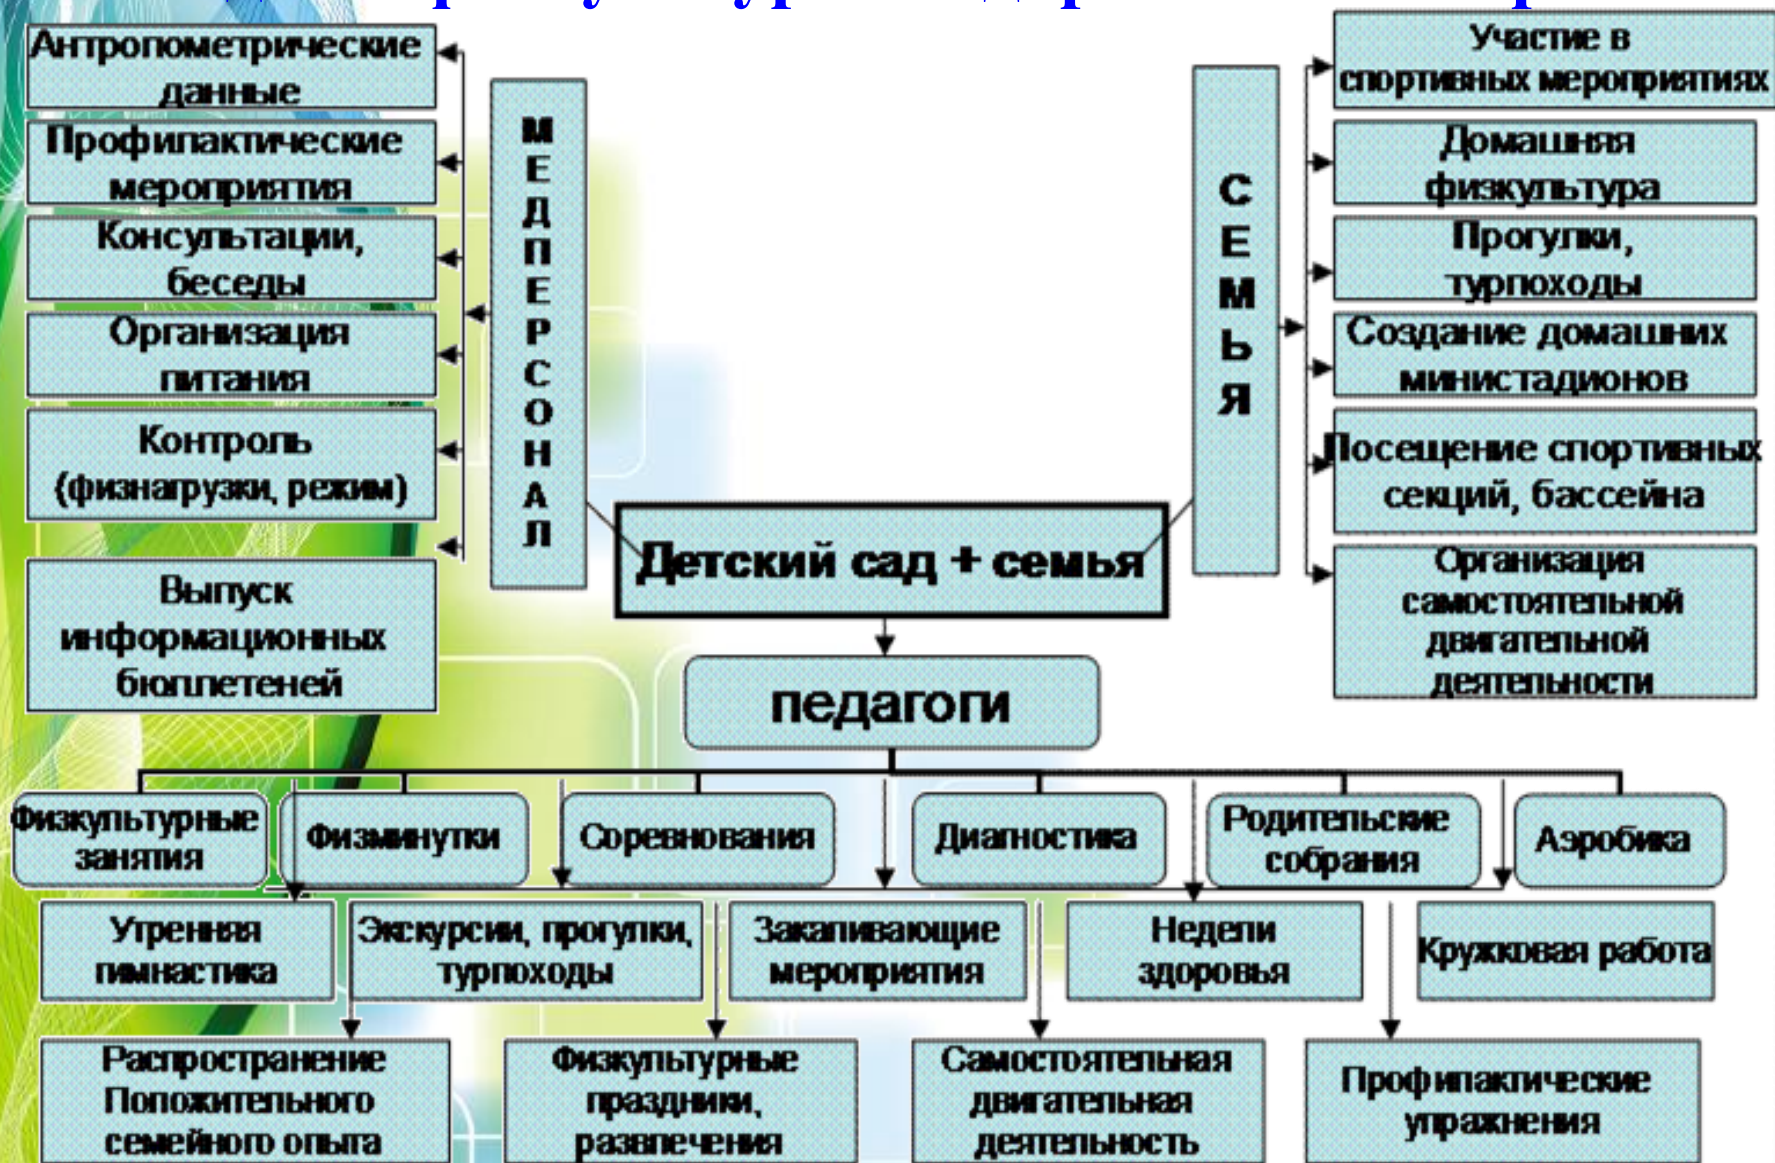 Антропометрические
данные
Профилактические
мероприятия
Консультации,
беседы
Организация
питания
Контроль
(физнагрузки, режим)
Выпуск
информационных
бюллетеней
МЕДПЕРСОНАЛ
Детский сад + семья
СЕМЬЯ
Участие в
спортивных мероприятиях
Домашняя
физкультура
Прогулки,
турпоходы
Создание домашних
министадионов
Посещение спортивных
секций, бассейна
Организация
самостоятельной
двигательной
деятельности
педагоги
Физкультурные
занятия
Физминутки
Соревнования
Диагностика
Родительские
собрания
Аэробика
Утренняя
гимнастика
Экскурсии, прогулки,
турпоходы
Закаливающие
мероприятия
Недели
здоровья
Кружковая работа
Распространение
Положительного
семейного опыта
Физкультурные
праздники,
развлечения
Самостоятельная
двигательная
деятельность
Профилактические
упражнения